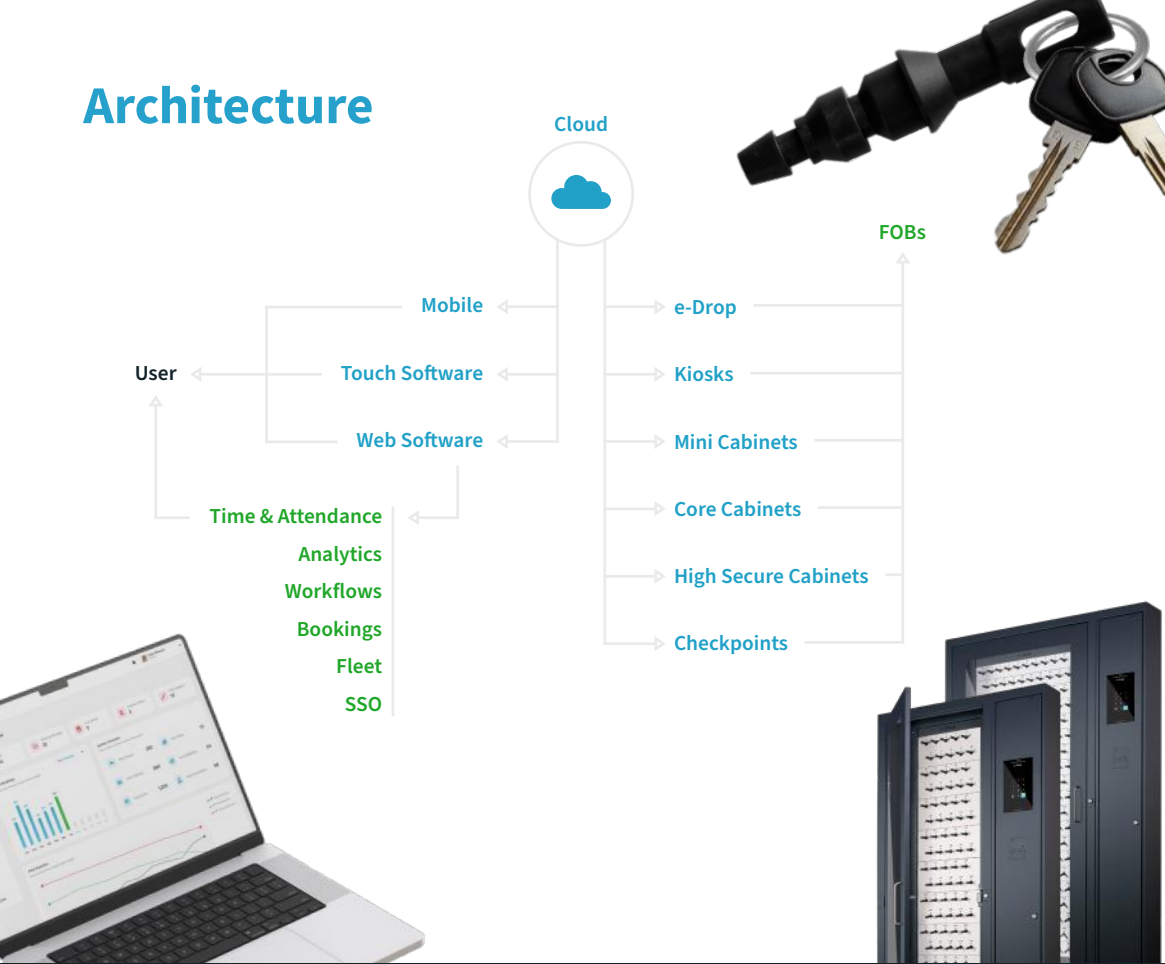 Architecture
Cloud
FOBs
Mobile
e-Drop
User
Touch Software
Kiosks
Web Software
Mini Cabinets
Time & Attendance
Core Cabinets
Analytics
High Secure Cabinets
Workflows
Bookings
Checkpoints
Fleet
SSO